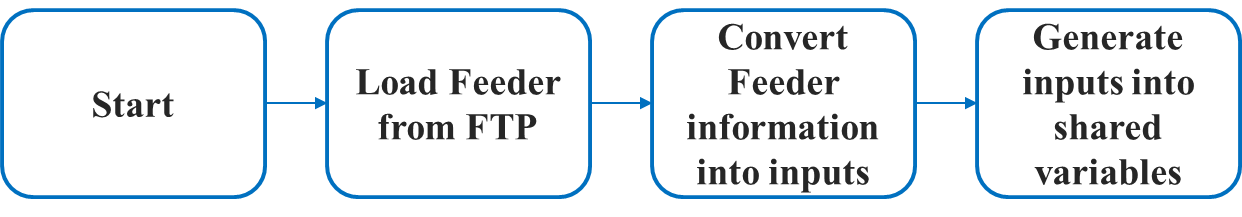 Start
Load Feeder
from FTP
Convert
Feeder
information
into inputs
Generate
inputs into
shared
variables